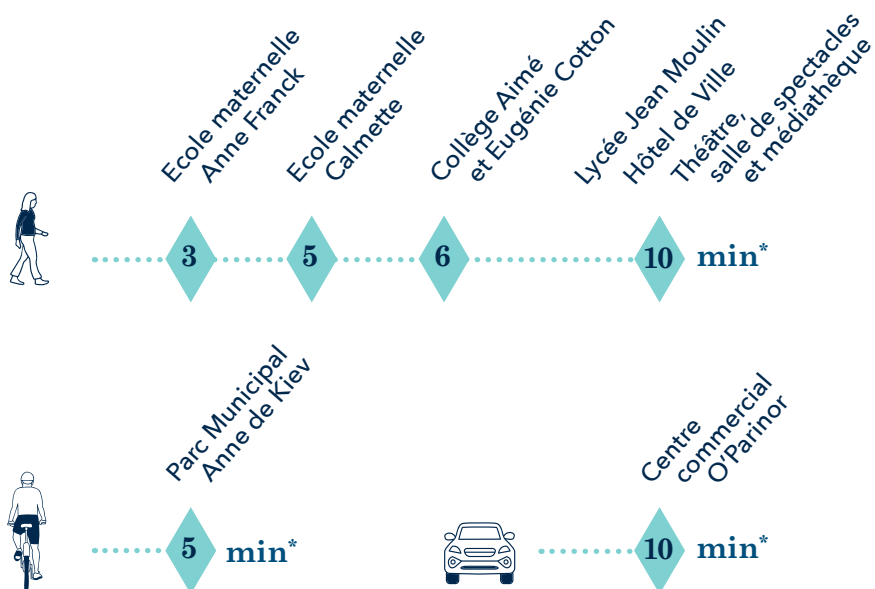 Ecole maternelle
Anne Franck
Ecole maternelle
Calmette
Collège Aimé
et Eugénie Cotton
Lycée Jean Moulin
Hôtel de Ville
Théâtre,
salle de spectacles
et médiathèque
3
5
6
10 min*
Parc Municipal
Anne de Kiev
5 min*
Centre
commercial
O'Parinor
10 min*